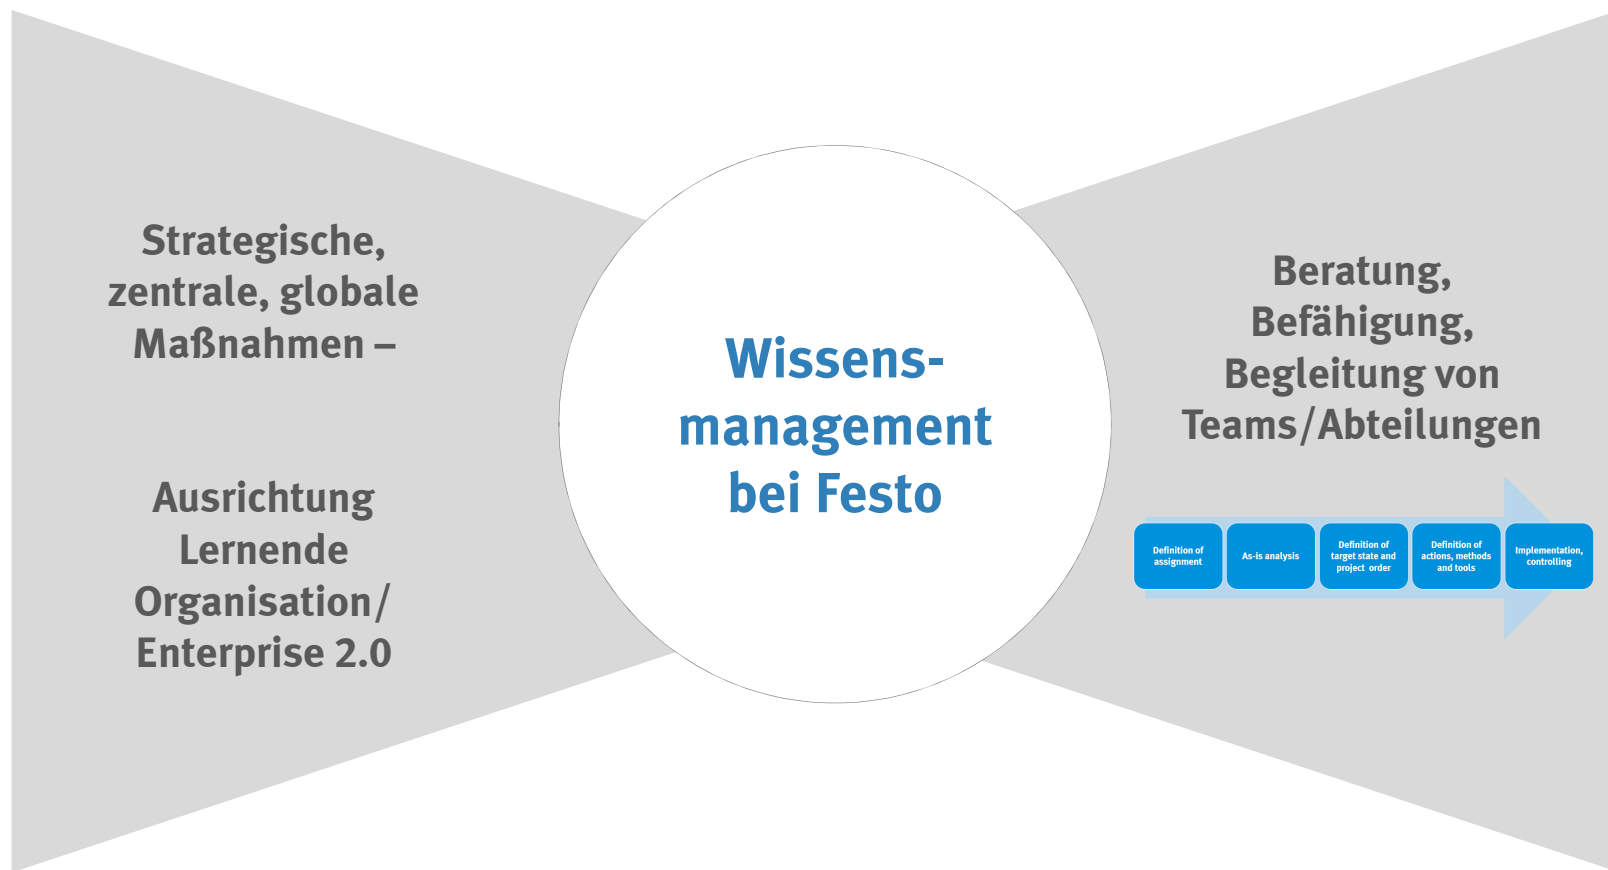 Strategische,
zentrale, globale
Maßnahmen –
Ausrichtung
Lernende
Organisation/
Enterprise 2.0
Wissens-
management
bei Festo
Beratung,
Befähigung,
Begleitung von
Teams/Abteilungen
Definition of
assignment
As-is analysis
Definition of
target state and
project order
Definition of
actions, methods
and tools
Implementation,
controlling